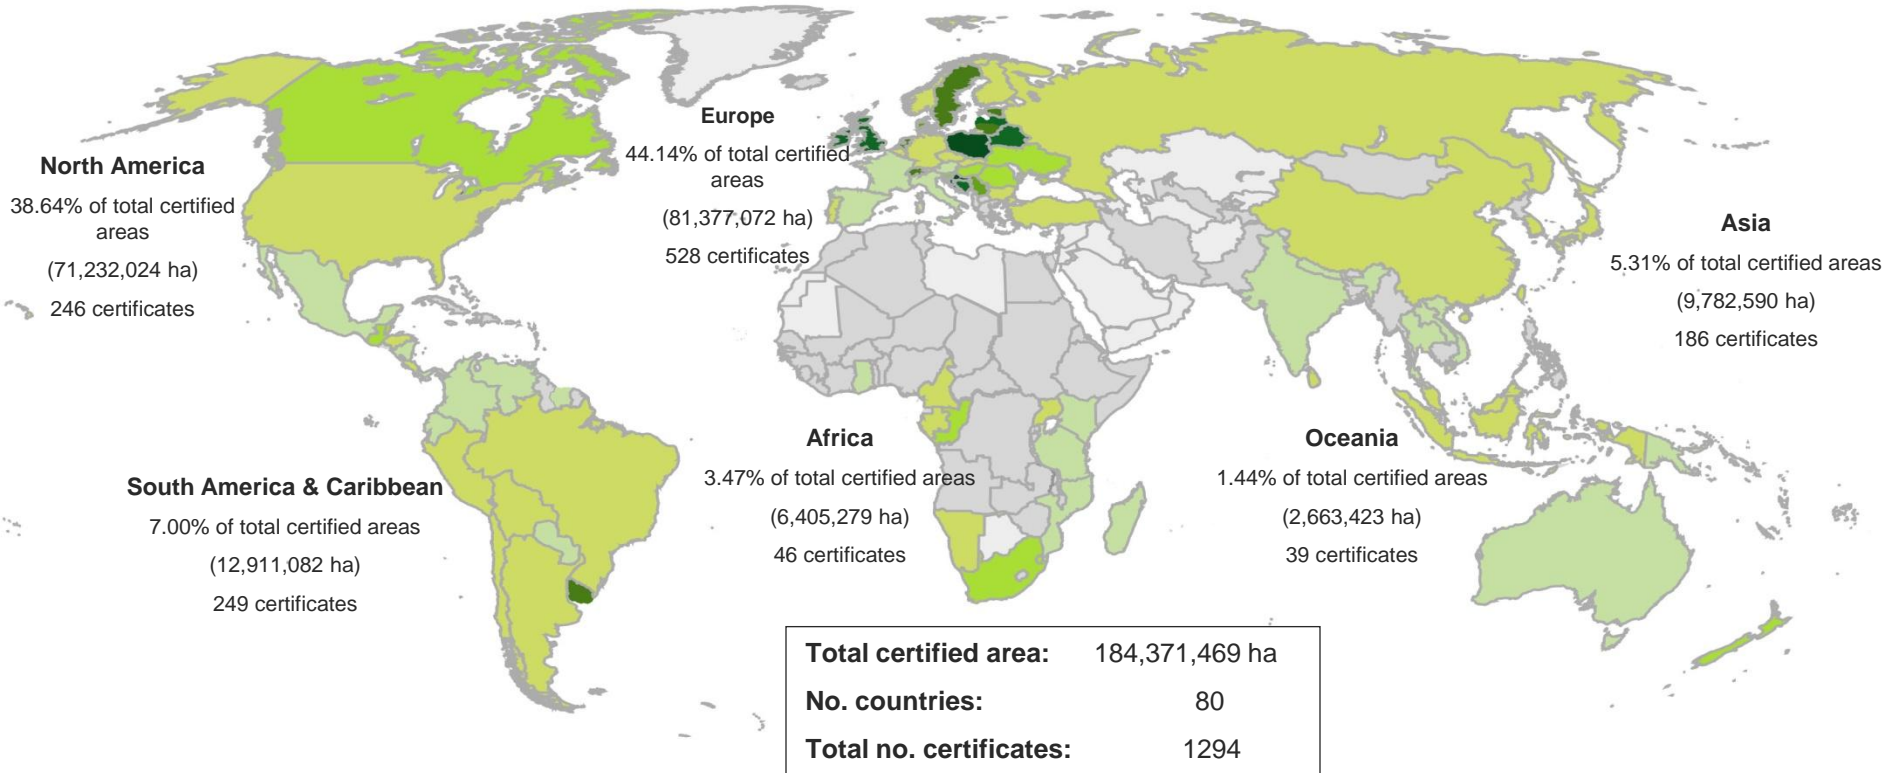 North America
38.64% of total certified
areas
(71,232,024 ha)
246 certificates
Europe
44.14% of total certified
areas
(81,377,072 ha)
528 certificates
Asia
5.31% of total certified areas
(9,782,590 ha)
186 certificates
South America & Caribbean
7.00% of total certified areas
(12,911,082 ha)
249 certificates
Africa
3.47% of total certified areas
(6,405,279 ha)
46 certificates
Oceania
1.44% of total certified areas
(2,663,423 ha)
39 certificates
Total certified area: 184,371,469 ha
No. countries: 80
Total no. certificates: 1294